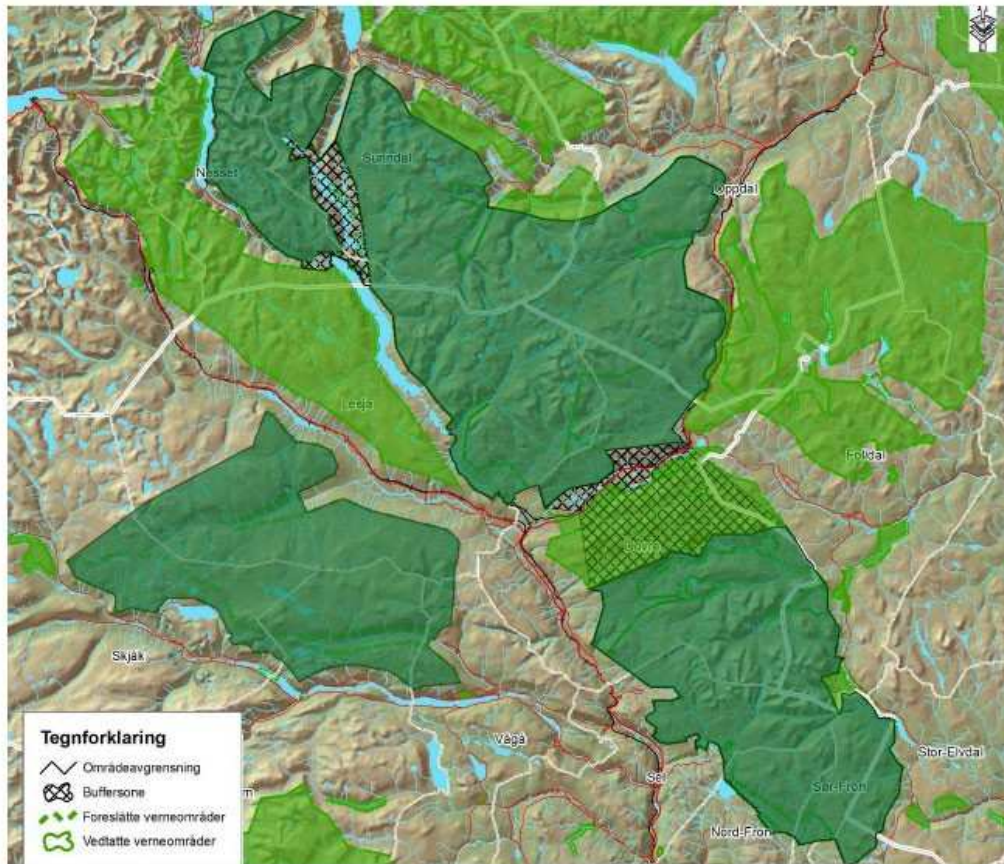 Sunndal
Nesset
Oppdal
Lesja
Folldal
Dovre
Skjåk
Vågå
Stor-Elvdal
Sel
Sør-Fron
Nord-Fron
Tegnforklaring
Områdeavgrensning
Buffersone
Foreslåtte verneområder
Vedtatte verneområder